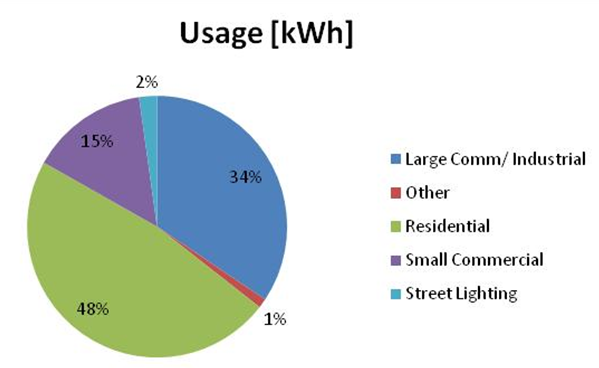 Usage [kWh]
2%
15%
34%
48%
1%
Large Comm/ Industrial
Other
Residential
Small Commercial
Street Lighting